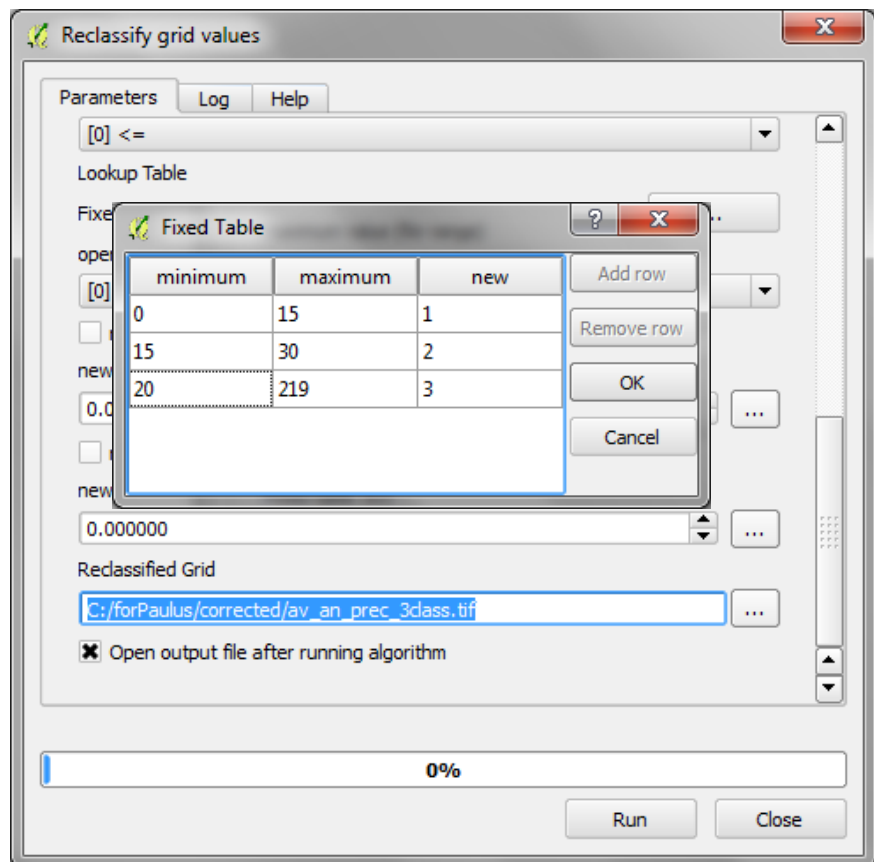 Reclassify grid values
Parameters Log Help
[0] <=
Lookup Table
Fixe
...
Fixed Table
ope
minimum maximum new
Add row
[0]
0 15 1
Remove row
15 30 2
new
20 219 3
OK
0.0
...
Cancel
new
0.000000
...
Reclassified Grid
C:/forPaulus/corrected/av_an_prec_3class.tif
...
Open output file after running algorithm
0%
Run Close